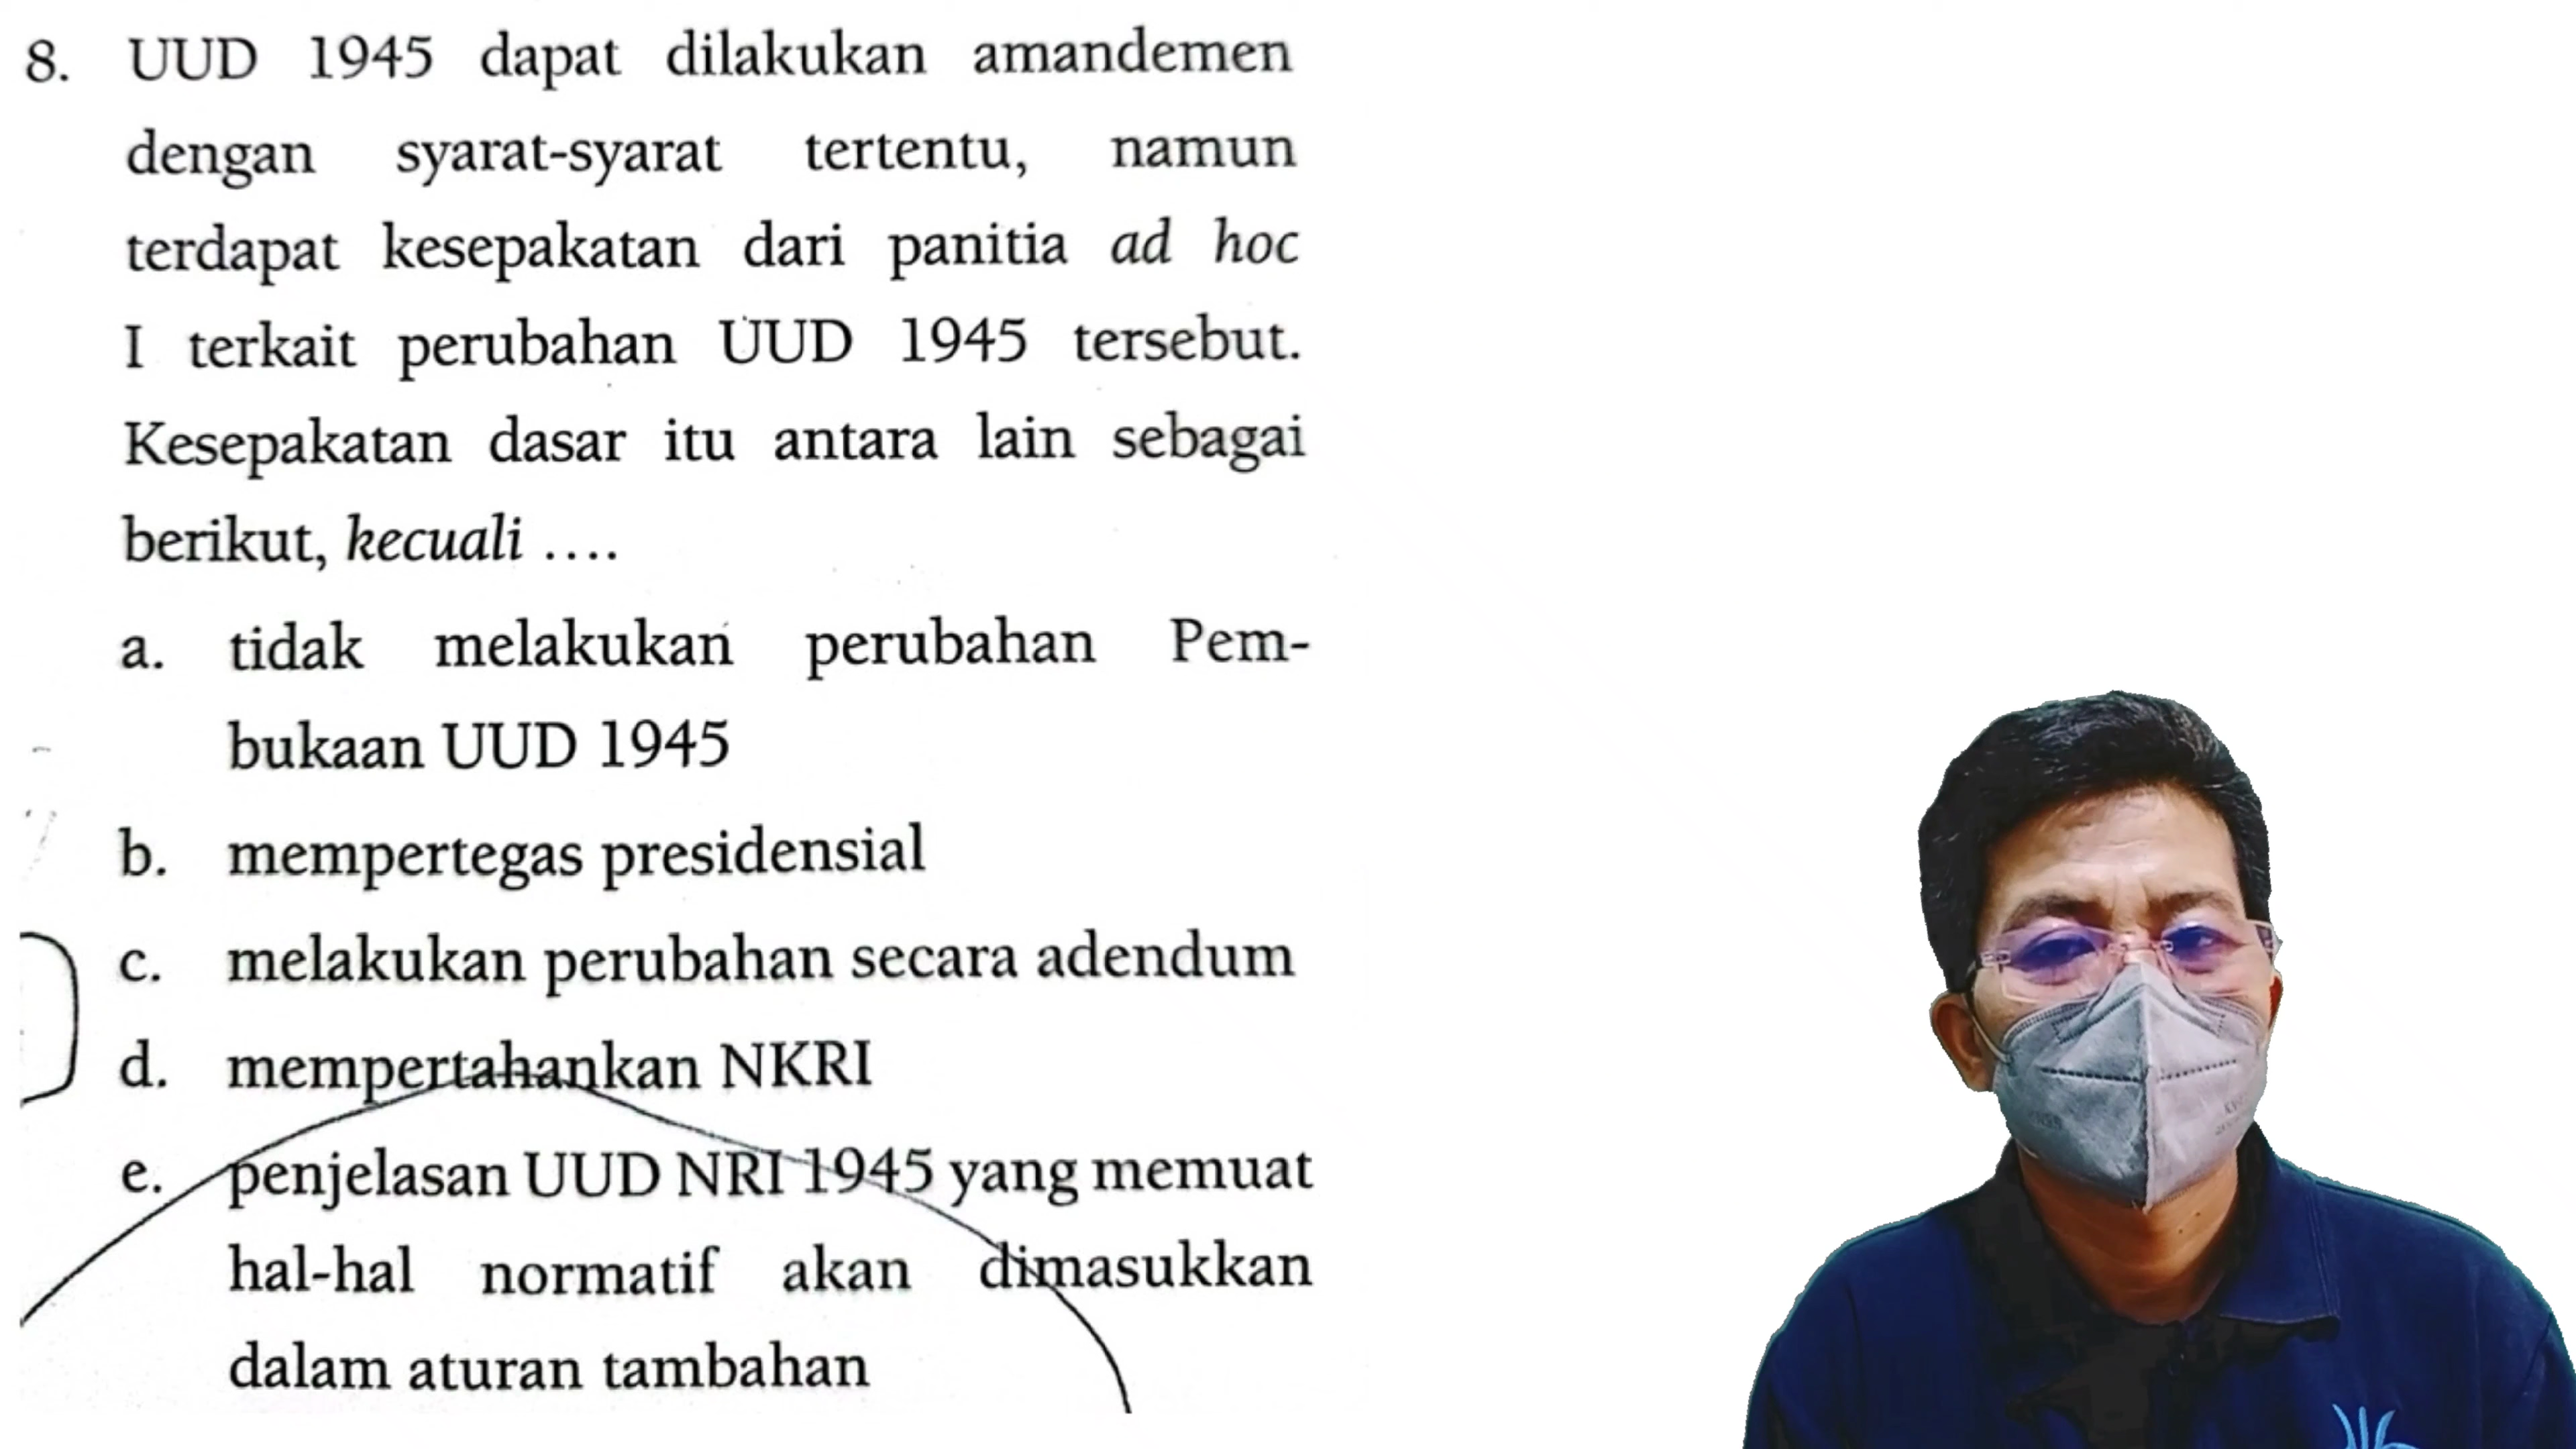 8. UUD 1945 dapat dilakukan amandemen
dengan syarat-syarat tertentu, namun
terdapat kesepakatan dari panitia ad hoc
I terkait perubahan UUD 1945 tersebut.
Kesepakatan dasar itu antara lain sebagai
berikut, kecuali ....
a. tidak melakukan perubahan Pem-
bukaan UUD 1945
b. mempertegas presidensial
c. melakukan perubahan secara adendum
d. mempertahankan NKRI
e. penjelasan UUD NRI 1945 yang memuat
hal-hal normatif akan dimasukkan
dalam aturan tambahan